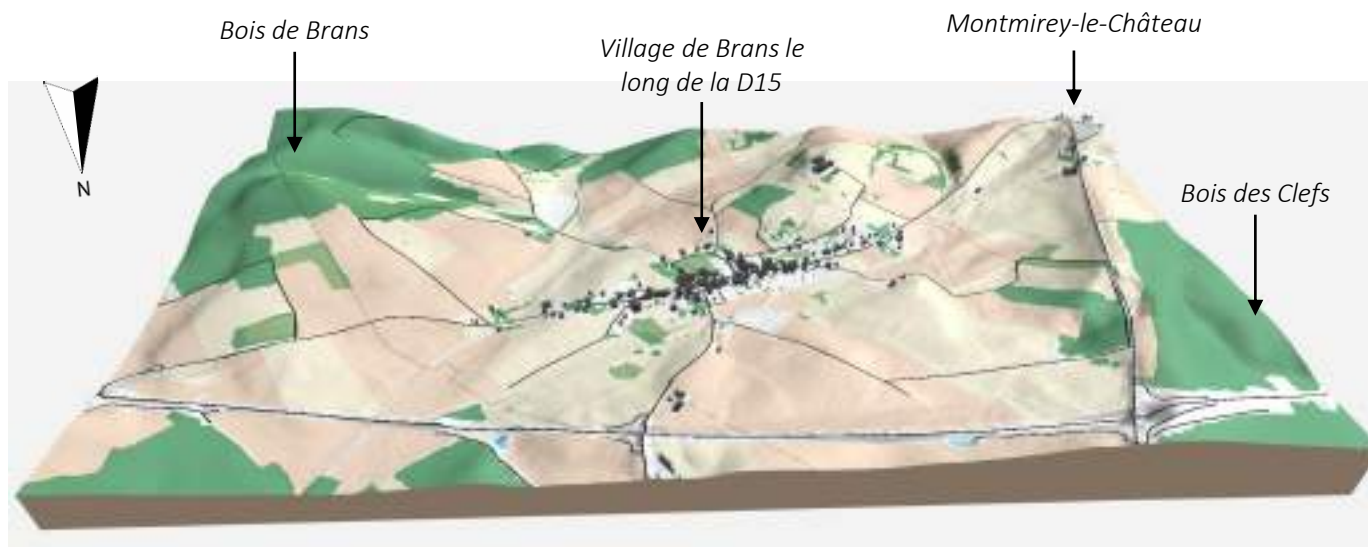 Bois de Brans
Village de Brans le
long de la D15
Montmirey-le-Château
Bois des Clefs
N